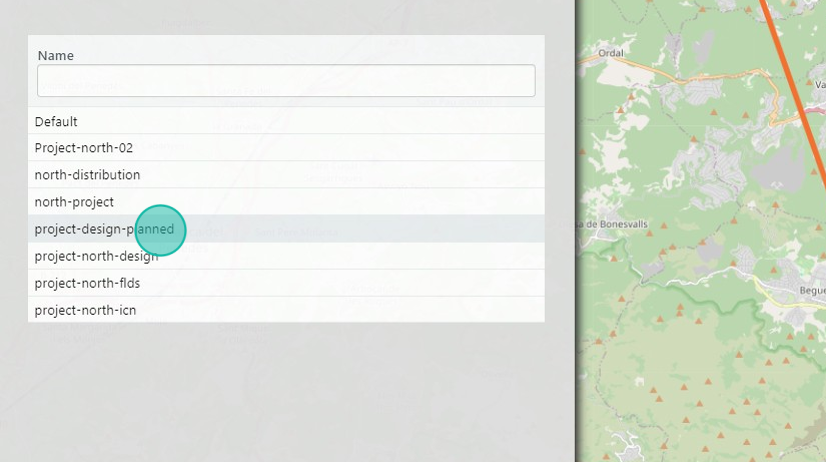 Name
Default
Project-north-02
north-distribution
north-project
project-design-planned
project-north-design
project-north-flds
project-north-icn
Ordal
Va
sa de Bonesvalls
Begue